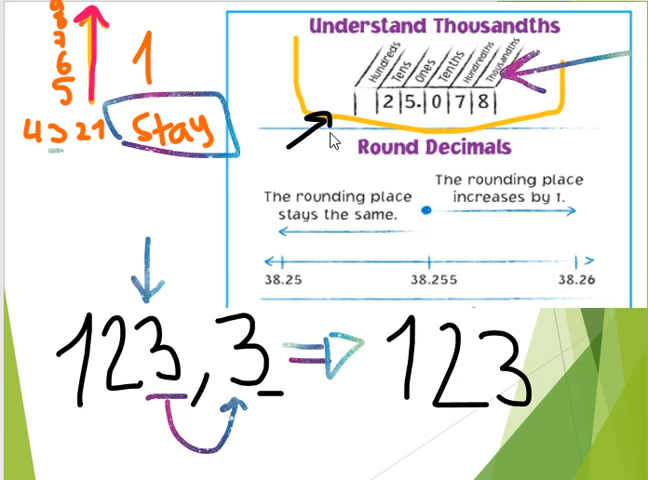 9
8
7
6
5
1
4 3 2 1 Stay
Understand Thousandths
Hundreds Tens Ones Tenths Hundredths Thousandths
2 5. 0 7 8
Round Decimals
The rounding place
stays the same.
The rounding place
increases by 1.
38.25 38.255 38.26
123,3 ⇒ 123